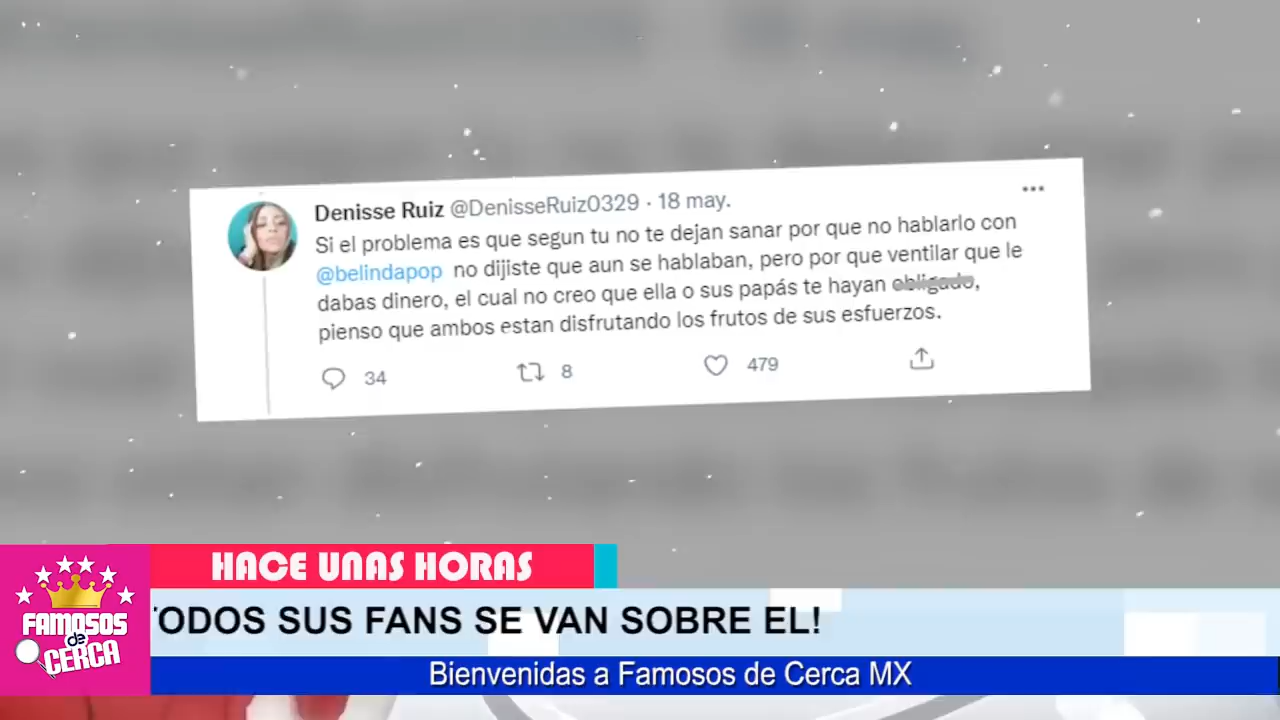 Denisse Ruiz @DenisseRuiz0329 · 18 may.
Si el problema es que segun tu no te dejan sanar por que no hablarlo con
@belindapop no dijiste que aun se hablaban, pero por que ventilar que le
dabas dinero, el cual no creo que ella o sus papás te hayan obligado,
pienso que ambos estan disfrutando los frutos de sus esfuerzos.
34 8 479
HACE UNAS HORAS
TODOS SUS FANS SE VAN SOBRE EL!
FAMOSOS
de
CERCA
Bienvenidas a Famosos de Cerca MX